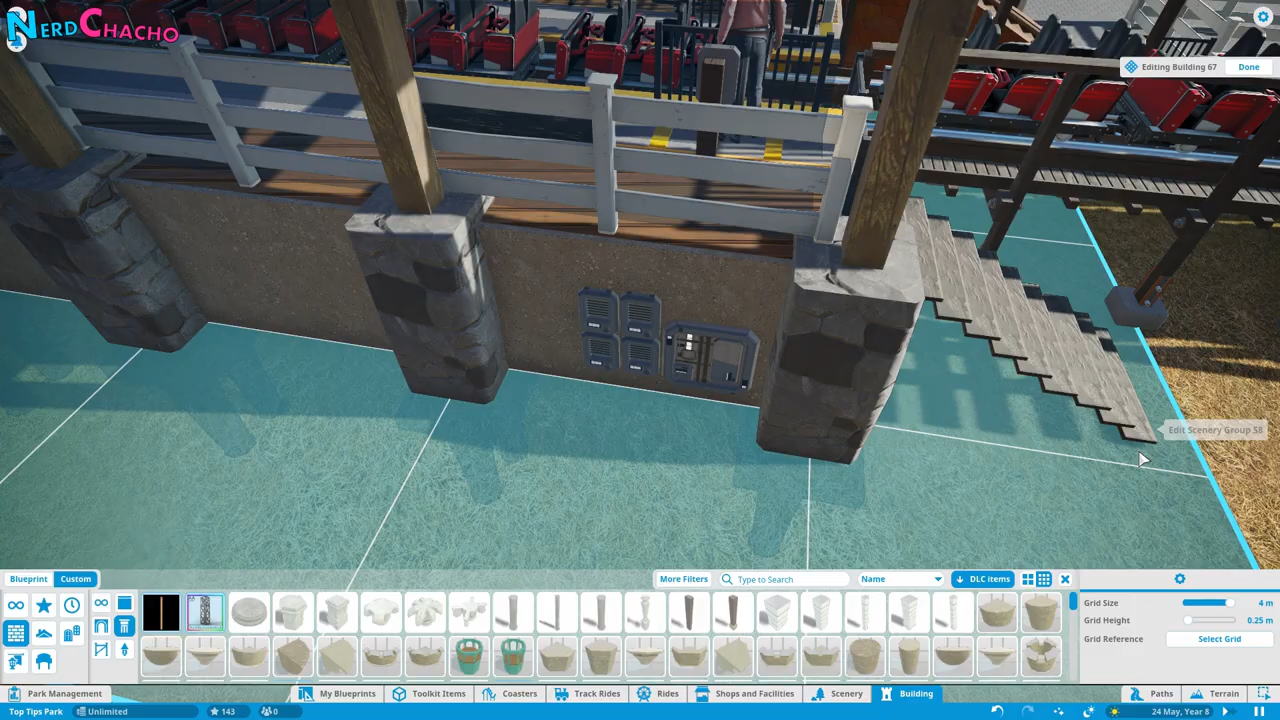 NERDCHACHO
Editing Building 67
Done
Edit Scenery Group 58
Blueprint
Custom
More Filters
Type to Search
Name
DLC items
Grid Size
4 m
Grid Height
0.25 m
Grid Reference
Select Grid
Park Management
My Blueprints
Toolkit Items
Coasters
Track Rides
Rides
Shops and Facilities
Scenery
Building
Paths
Terrain
Top Tips Park
Unlimited
143
0
24 May, Year 8